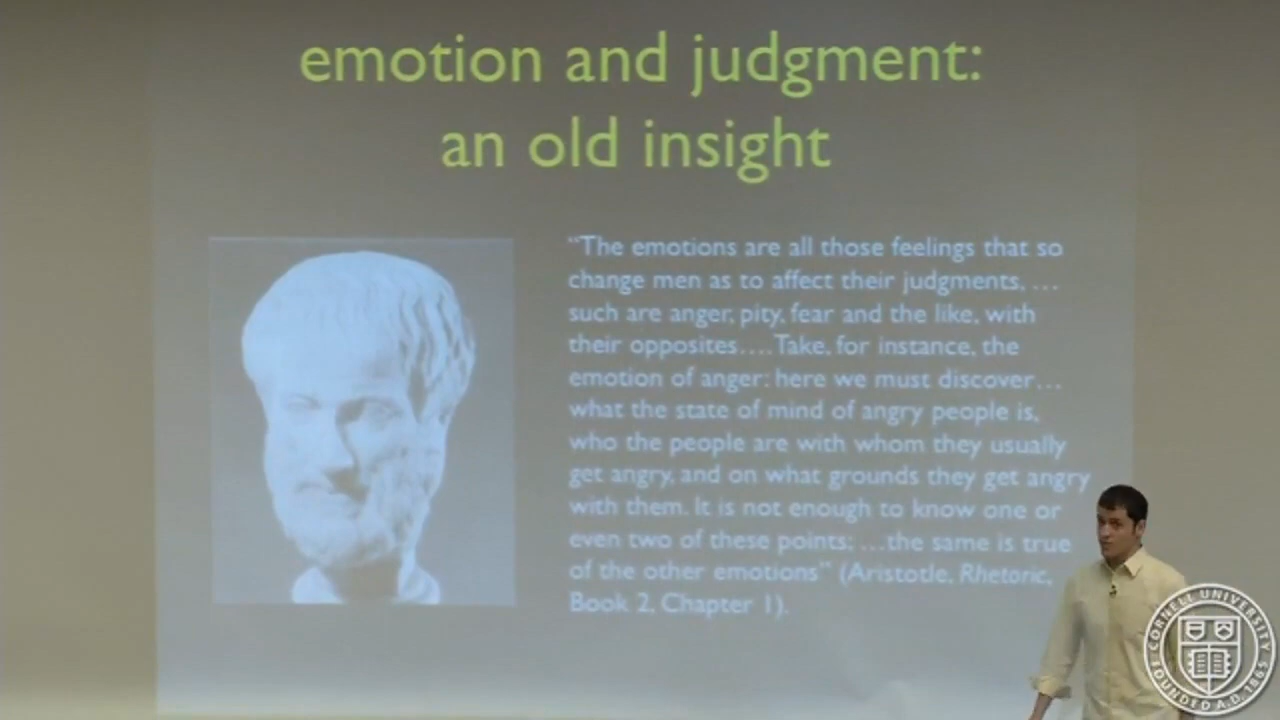 emotion and judgment:
an old insight
“The emotions are all those feelings that so
change men as to affect their judgments, …
such are anger, pity, fear and the like, with
their opposites…. Take, for instance, the
emotion of anger: here we must discover…
what the state of mind of angry people is,
who the people are with whom they usually
get angry, and on what grounds they get angry
with them. It is not enough to know one or
even two of these points; …the same is true
of the other emotions” (Aristotle, Rhetoric,
Book 2, Chapter 1).
CORNELL UNIVERSITY
FOUNDED A.D. 1865